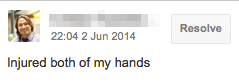 Resolve
22:04 2 Jun 2014
Injured both of my hands